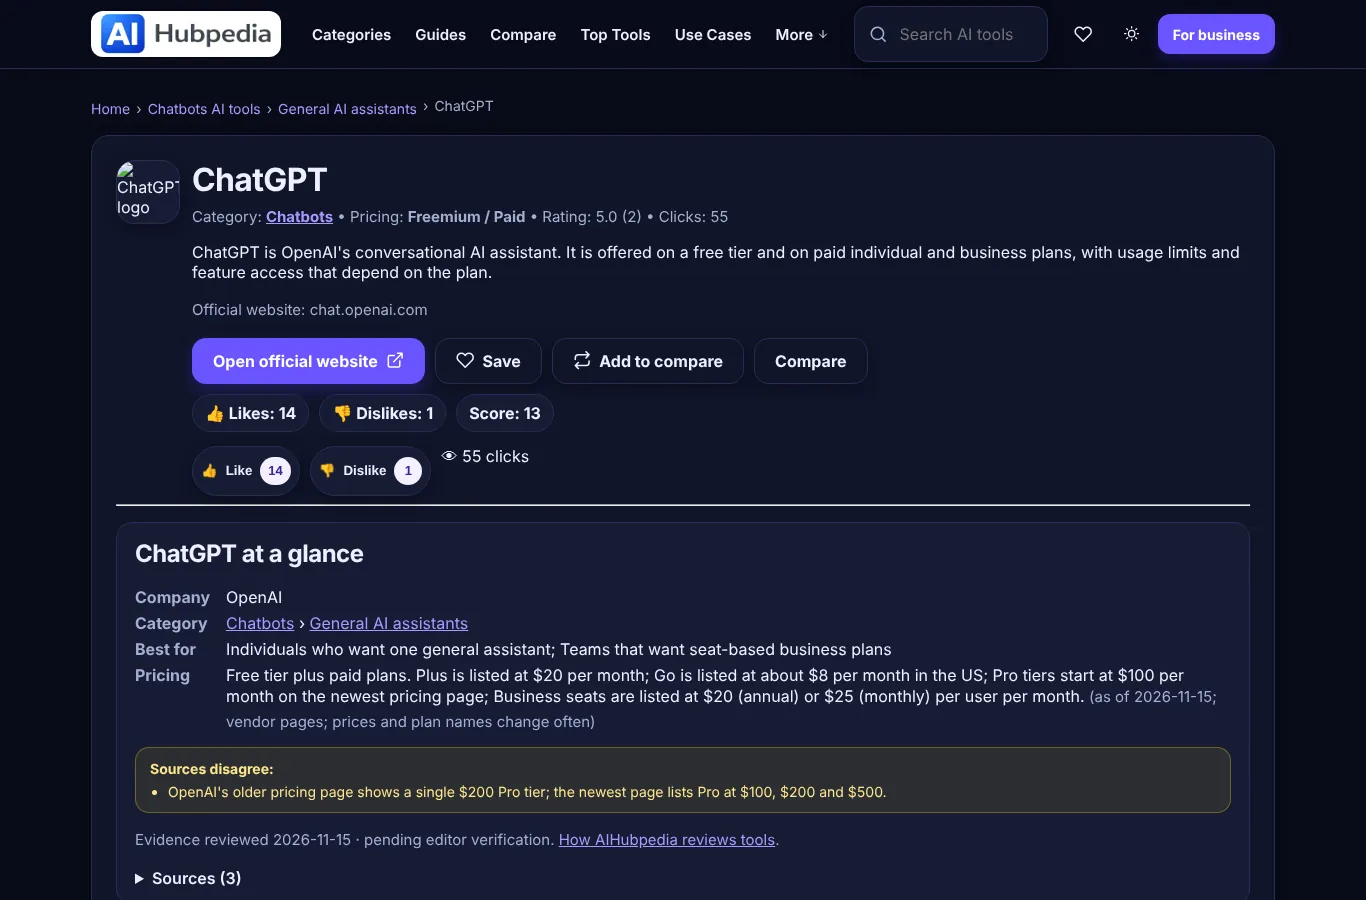 AI Hubpedia
Categories
Guides
Compare
Top Tools
Use Cases
More ↓
Search AI tools
For business
Home › Chatbots AI tools › General AI assistants › ChatGPT
ChatGPT logo
ChatGPT
Category: Chatbots • Pricing: Freemium / Paid • Rating: 5.0 (2) • Clicks: 55
ChatGPT is OpenAI's conversational AI assistant. It is offered on a free tier and on paid individual and business plans, with usage limits and
feature access that depend on the plan.
Official website: chat.openai.com
Open official website
Save
Add to compare
Compare
👍 Likes: 14
👎 Dislikes: 1
Score: 13
👍 Like 14
👎 Dislike 1
👁 55 clicks
ChatGPT at a glance
Company OpenAI
Category Chatbots › General AI assistants
Best for Individuals who want one general assistant; Teams that want seat-based business plans
Pricing Free tier plus paid plans. Plus is listed at $20 per month; Go is listed at about $8 per month in the US; Pro tiers start at $100 per
month on the newest pricing page; Business seats are listed at $20 (annual) or $25 (monthly) per user per month. (as of 2026-11-15;
vendor pages; prices and plan names change often)
Sources disagree:
• OpenAI's older pricing page shows a single $200 Pro tier; the newest page lists Pro at $100, $200 and $500.
Evidence reviewed 2026-11-15 · pending editor verification. How AIHubpedia reviews tools.
▶ Sources (3)